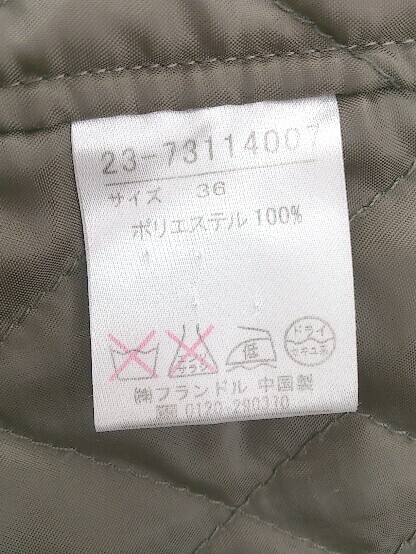 23-73114007
サイズ 36
ポリエステル 100%
エンソ サラシ 低 ドライ セキユ系
㈱フランドル 中国製
☎ 0120 290370